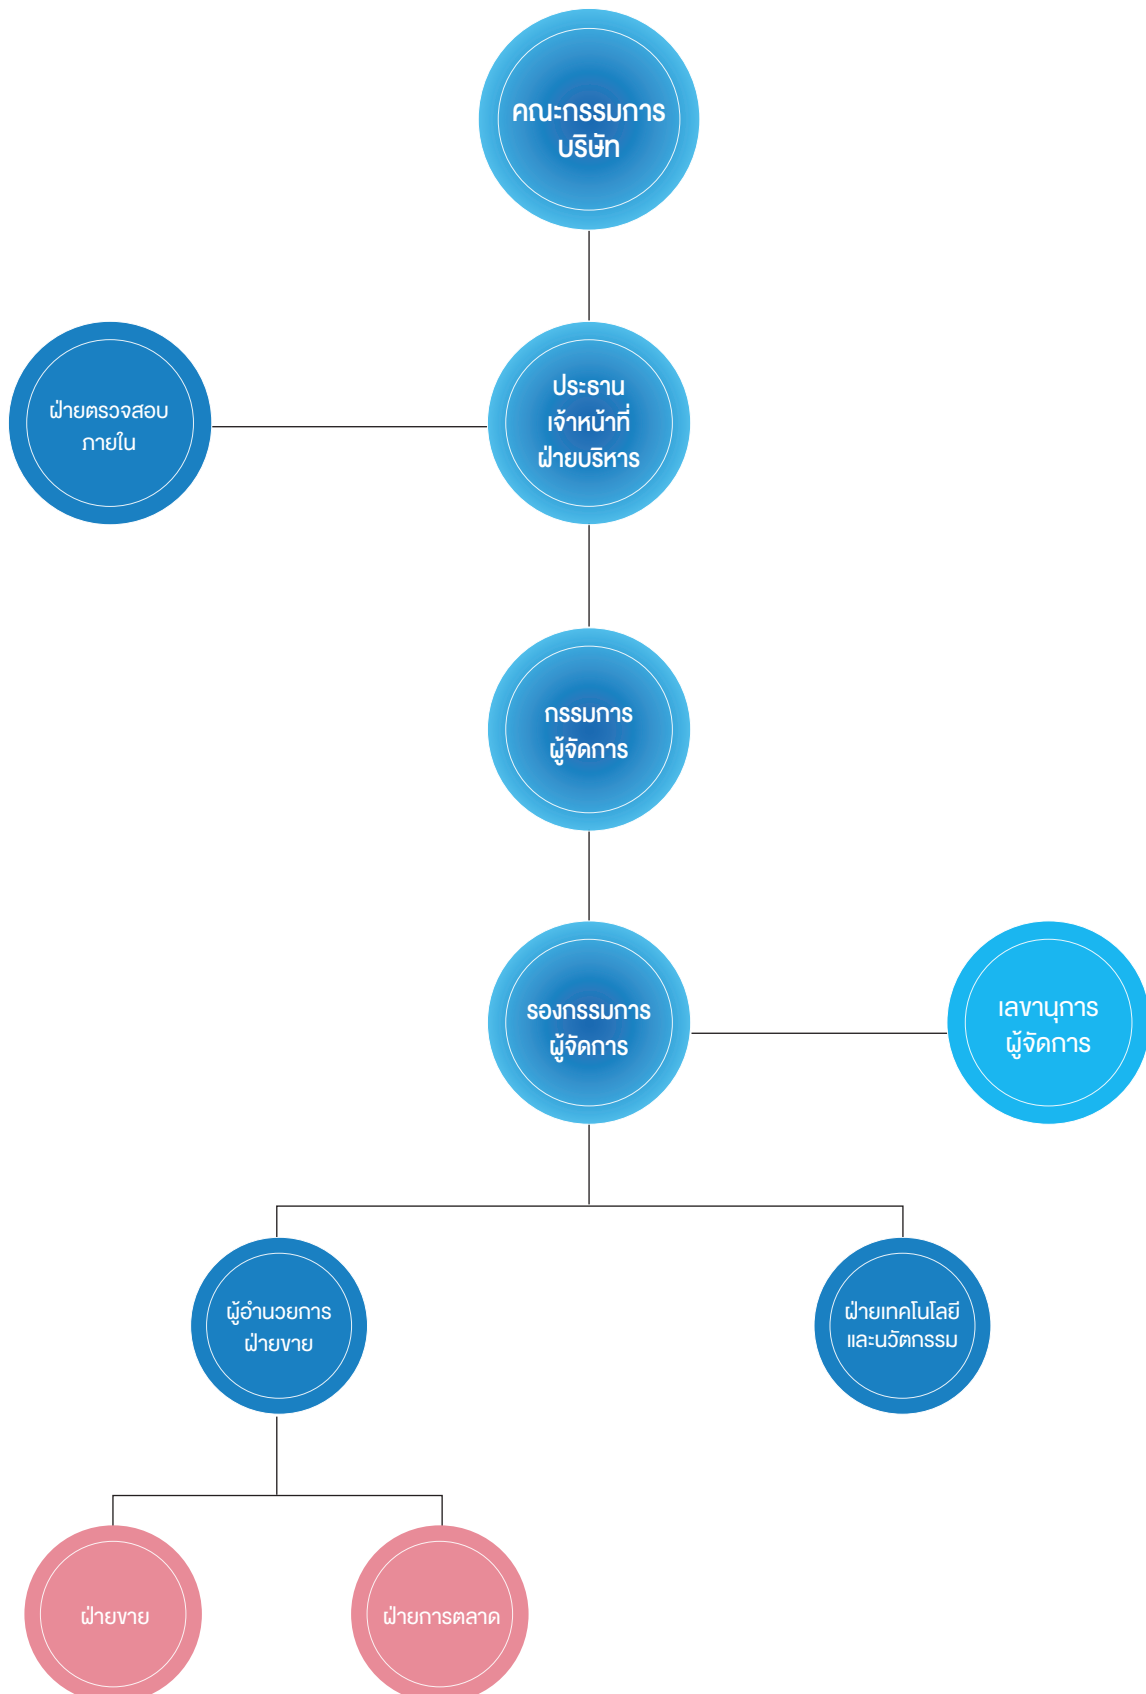 คณะกรรมการ
บริษัท
ฝ่ายตรวจสอบ
ภายใน
ประธาน
เจ้าหน้าที่
ฝ่ายบริหาร
กรรมการ
ผู้จัดการ
รองกรรมการ
ผู้จัดการ
เลขานุการ
ผู้จัดการ
ผู้อำนวยการ
ฝ่ายขาย
ฝ่ายเทคโนโลยี
และนวัตกรรม
ฝ่ายขาย
ฝ่ายการตลาด